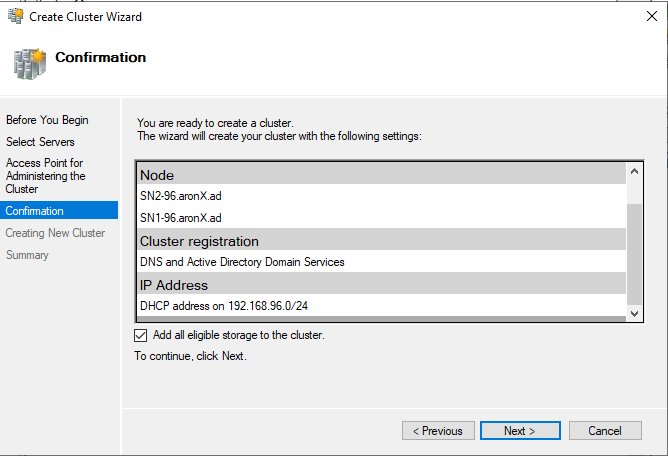 Create Cluster Wizard
Confirmation
Before You Begin
Select Servers
Access Point for
Administering the
Cluster
Confirmation
Creating New Cluster
Summary
You are ready to create a cluster.
The wizard will create your cluster with the following settings:
Node
SN2-96.aronX.ad
SN1-96.aronX.ad
Cluster registration
DNS and Active Directory Domain Services
IP Address
DHCP address on 192.168.96.0/24
Add all eligible storage to the cluster.
To continue, click Next.
< Previous
Next >
Cancel